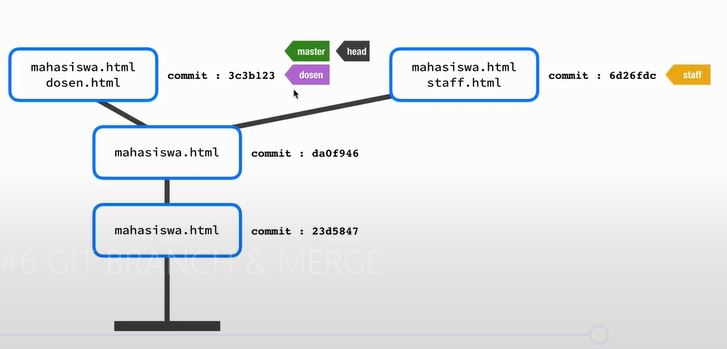 master
head
mahasiswa.html
dosen.html
commit : 3c3b123
dosen
mahasiswa.html
staff.html
commit : 6d26fdc
staff
mahasiswa.html
commit : da0f946
mahasiswa.html
commit : 23d5847
#6 GIT BRANCH & MERGE